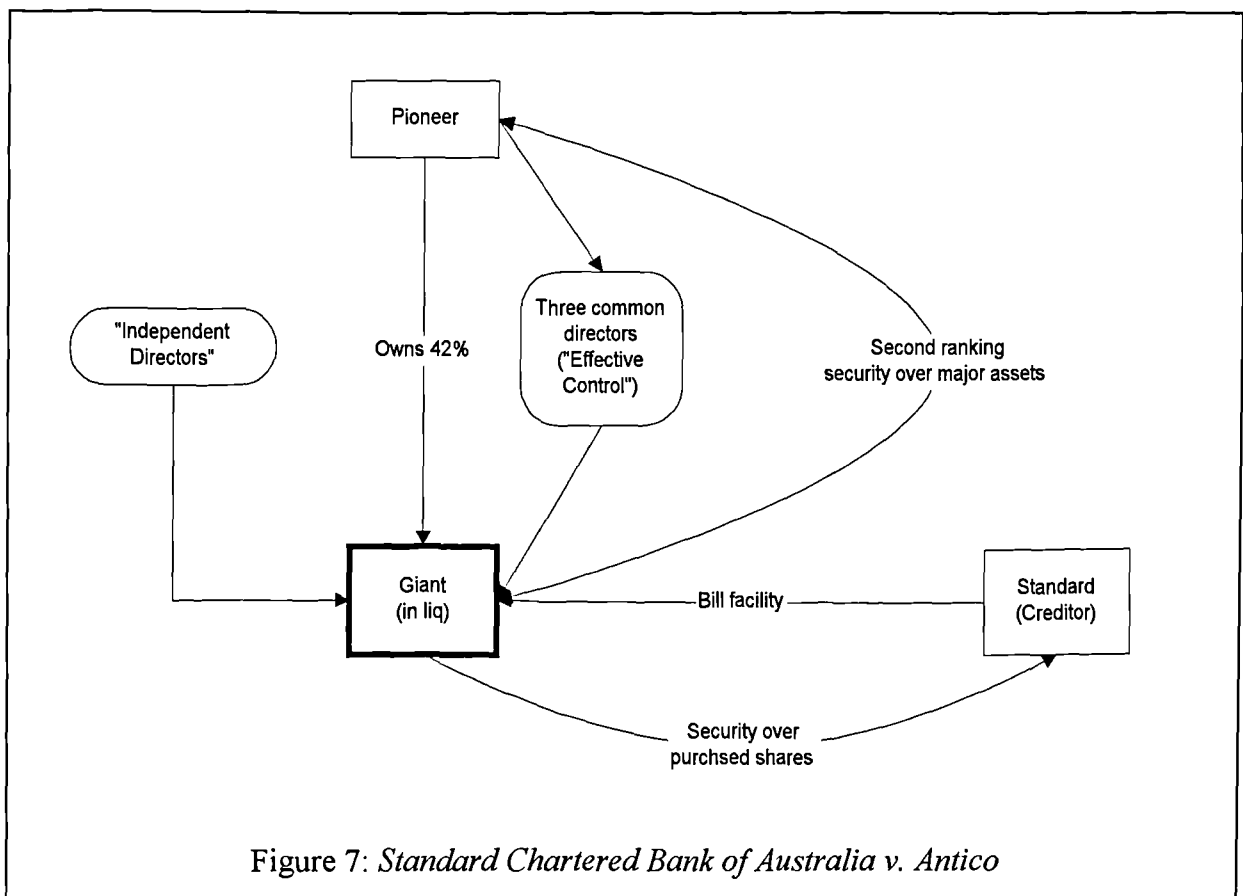 Pioneer
"Independent
Directors"
Owns 42%
Three common
directors
("Effective
Control")
Second ranking
security over major assets
Giant
(in liq)
Bill facility
Standard
(Creditor)
Security over
purchsed shares
Figure 7: Standard Chartered Bank of Australia v. Antico